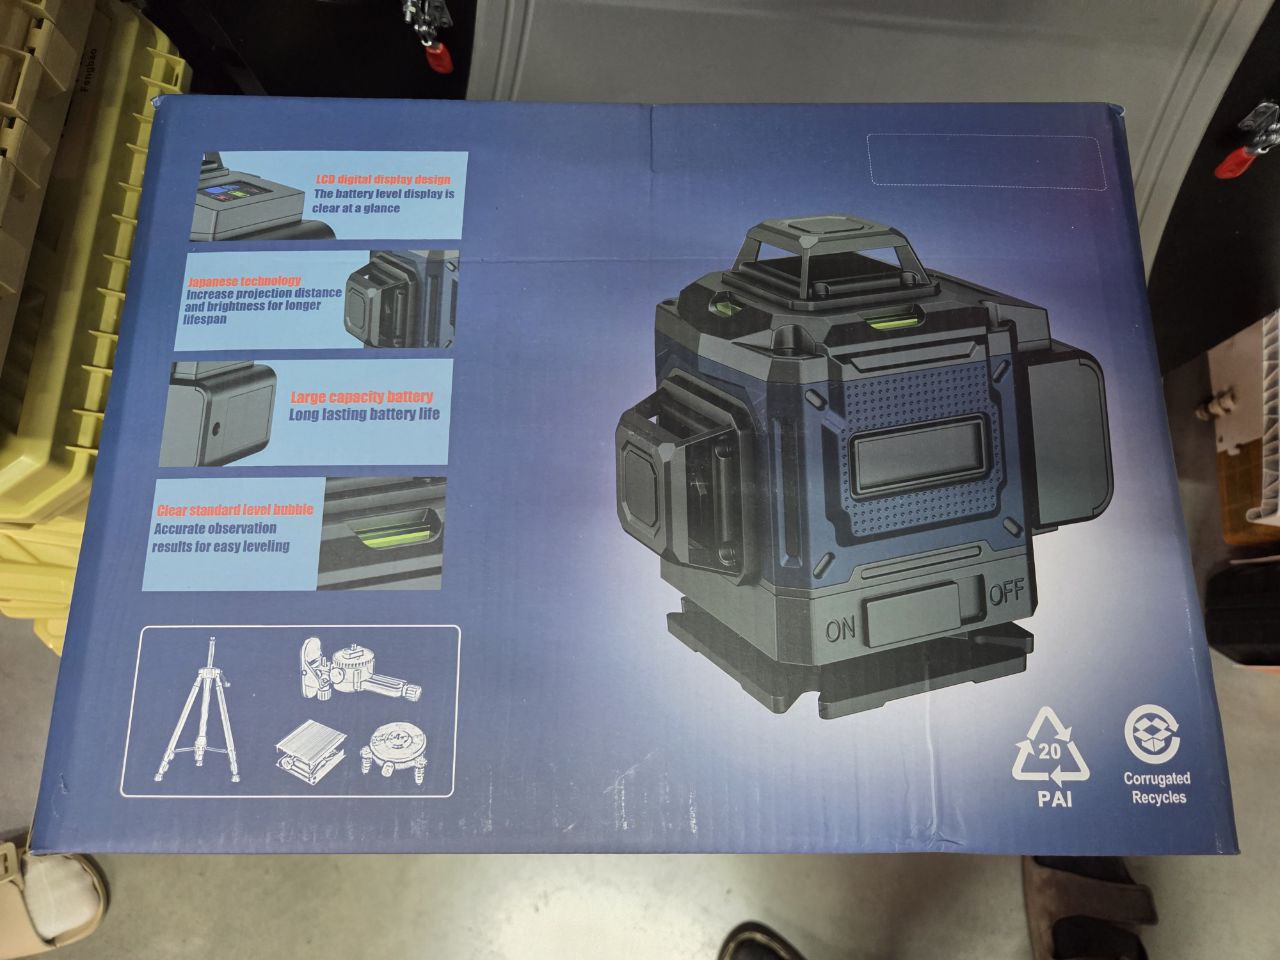 Fengbao
LCD digital display design
The battery level display is
clear at a glance
Japanese technology
Increase projection distance
and brightness for longer
lifespan
Large capacity battery
Long lasting battery life
Clear standard level bubble
Accurate observation
results for easy leveling
ON
OFF
20
PAI
Corrugated
Recycles